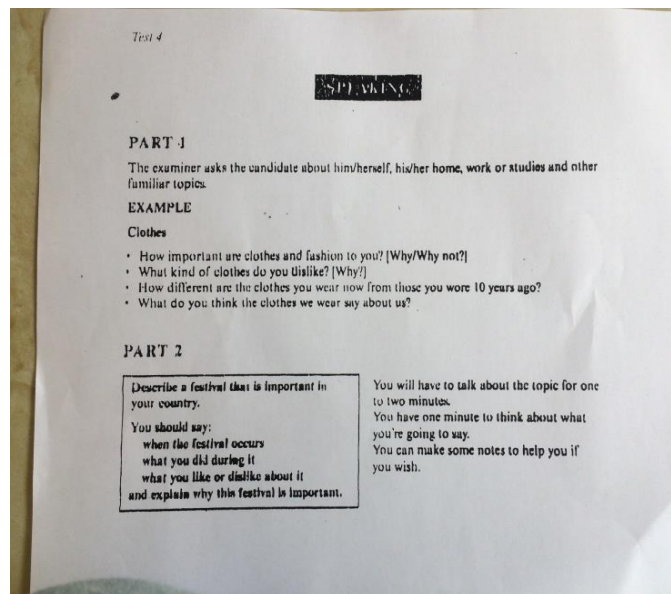 Test 4
SPEAKING
PART 1
The examiner asks the candidate about him/herself, his/her home, work or studies and other
familiar topics.
EXAMPLE
Clothes
• How important are clothes and fashion to you? [Why/Why not?]
• What kind of clothes do you dislike? [Why?]
• How different are the clothes you wear now from those you wore 10 years ago?
• What do you think the clothes we wear say about us?
PART 2
Describe a festival that is important in
your country.
You should say:
when the festival occurs
what you did during it
what you like or dislike about it
and explain why this festival is important.
You will have to talk about the topic for one
to two minutes.
You have one minute to think about what
you're going to say.
You can make some notes to help you if
you wish.